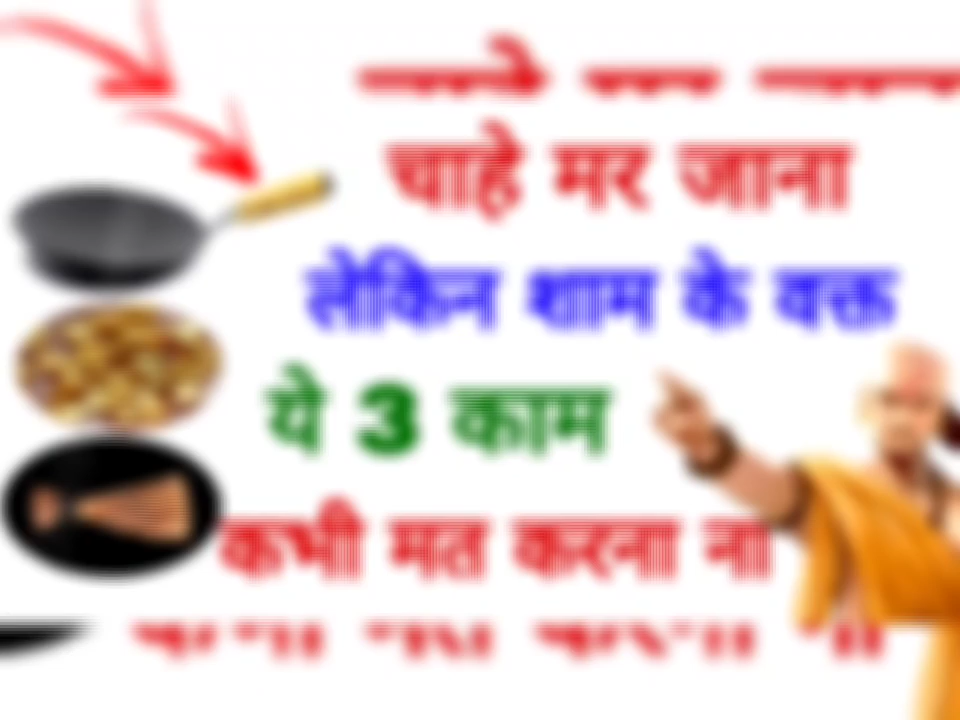 चाहे मर जाना
लेकिन शाम के वक्त
ये 3 काम
कभी मत करना ना